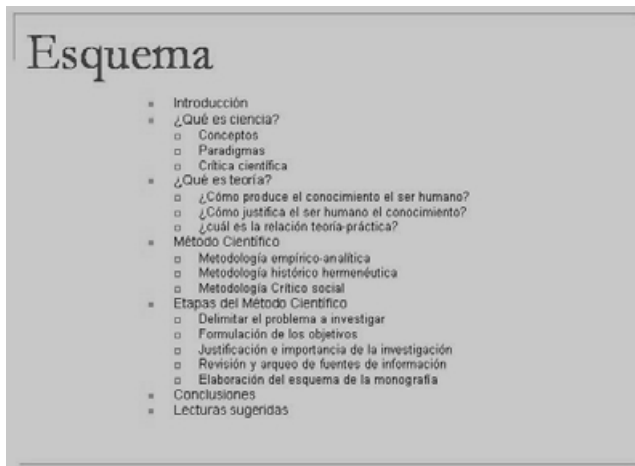 Esquema
Introducción
¿Qué es ciencia?
Conceptos
Paradigmas
Crítica científica
¿Qué es teoría?
¿Cómo produce el conocimiento el ser humano?
¿Cómo justifica el ser humano el conocimiento?
¿cuál es la relación teoría-práctica?
Método Científico
Metodología empírico-analítica
Metodología histórico hermenéutica
Metodología Crítico social
Etapas del Método Científico
Delimitar el problema a investigar
Formulación de los objetivos
Justificación e importancia de la investigación
Revisión y arqueo de fuentes de información
Elaboración del esquema de la monografía
Conclusiones
Lecturas sugeridas